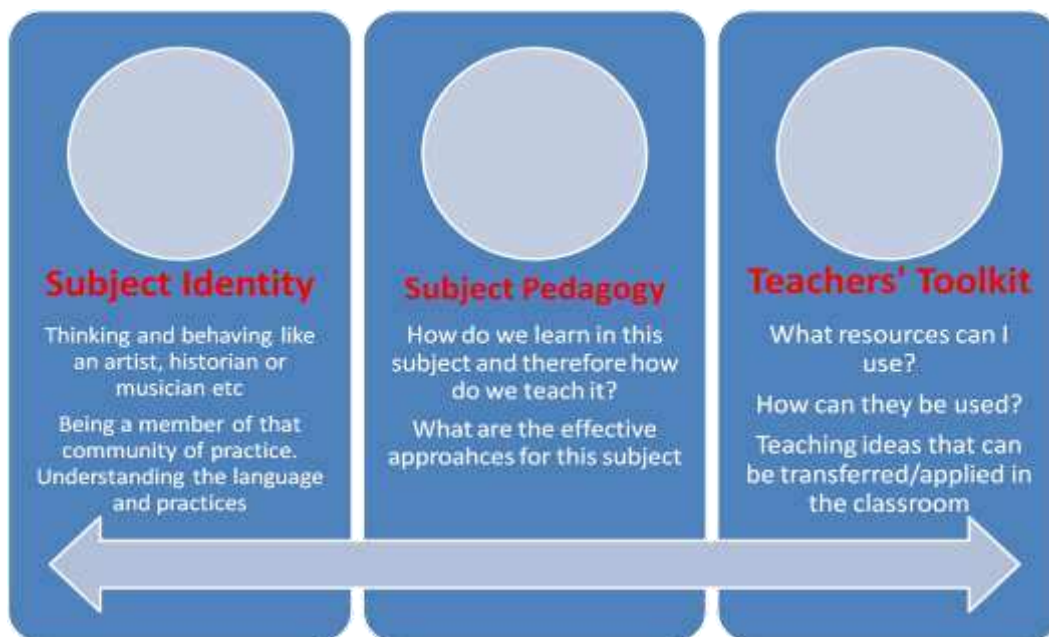 Subject Identity
Thinking and behaving like
an artist, historian or
musician etc
Being a member of that
community of practice.
Understanding the language
and practices
Subject Pedagogy
How do we learn in this
subject and therefore how
do we teach it?
What are the effective
approahces for this subject
Teachers' Toolkit
What resources can I
use?
How can they be used?
Teaching ideas that can
be transferred/applied in
the classroom